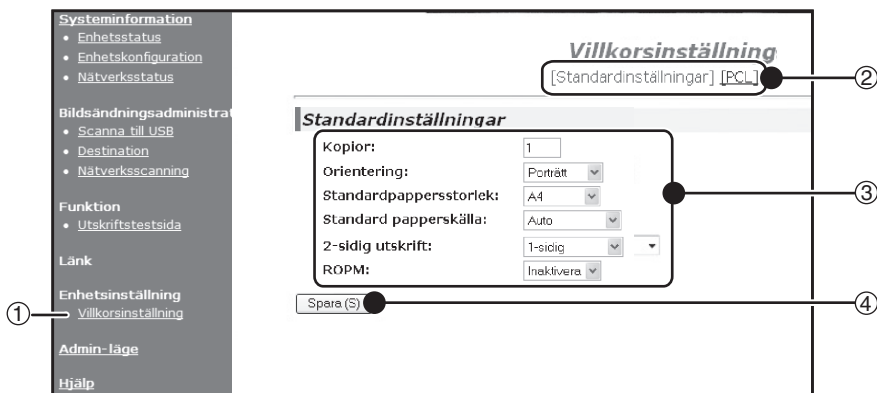 Systeminformation
• Enhetsstatus
• Enhetskonfiguration
• Nätverksstatus
Bildsändningsadministrat
• Scanna till USB
• Destination
• Nätverksscanning
Funktion
• Utskriftstestsida
Länk
Enhetsinställning
Villkorsinställning
Admin-läge
Hjälp
Villkorsinställning
[Standardinställningar] [PCL]
Standardinställningar
Kopior: 1
Orientering: Porträtt
Standardpappersstorlek: A4
Standard papperskälla: Auto
2-sidig utskrift: 1-sidig
ROPM: Inaktivera
Spara (S)
①
②
③
④